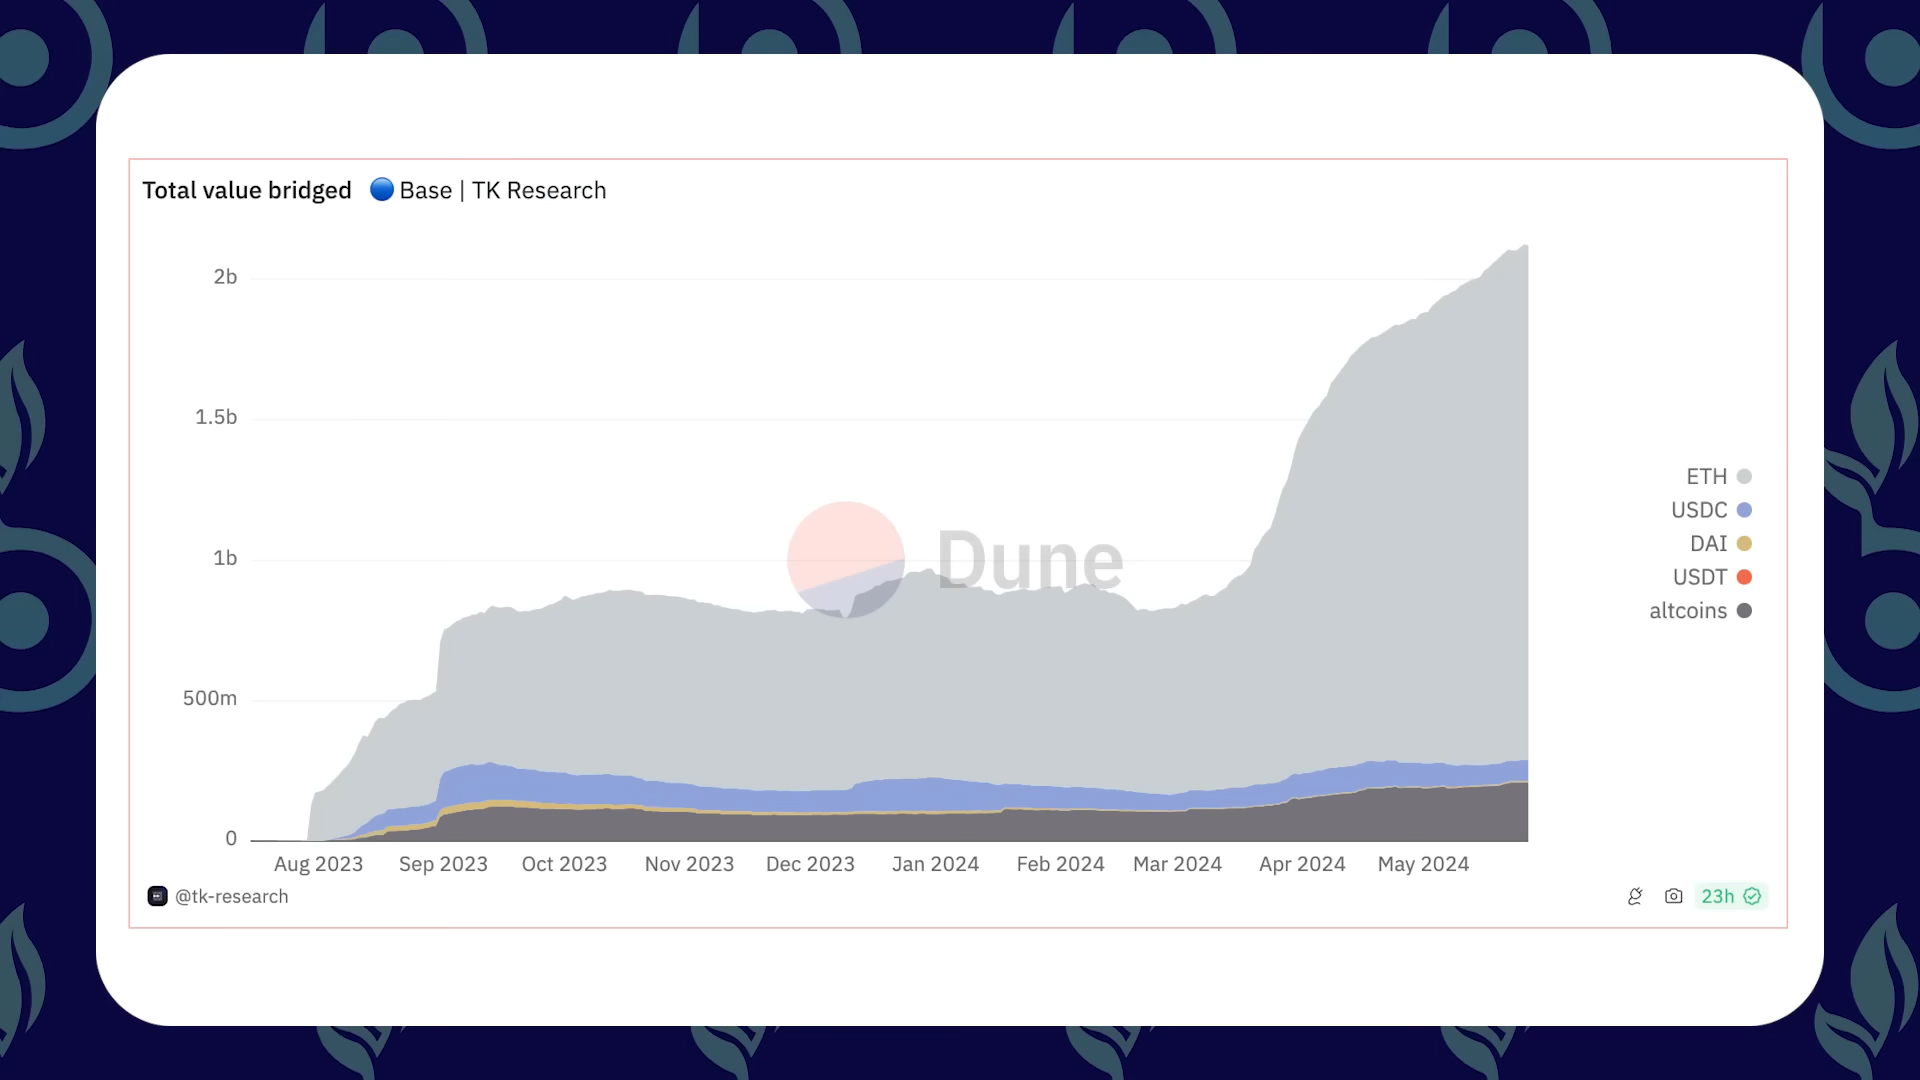 Total value bridged Base | TK Research
2b
1.5b
1b
500m
0
Dune
ETH
USDC
DAI
USDT
altcoins
Aug 2023 Sep 2023 Oct 2023 Nov 2023 Dec 2023 Jan 2024 Feb 2024 Mar 2024 Apr 2024 May 2024
@tk-research
23h